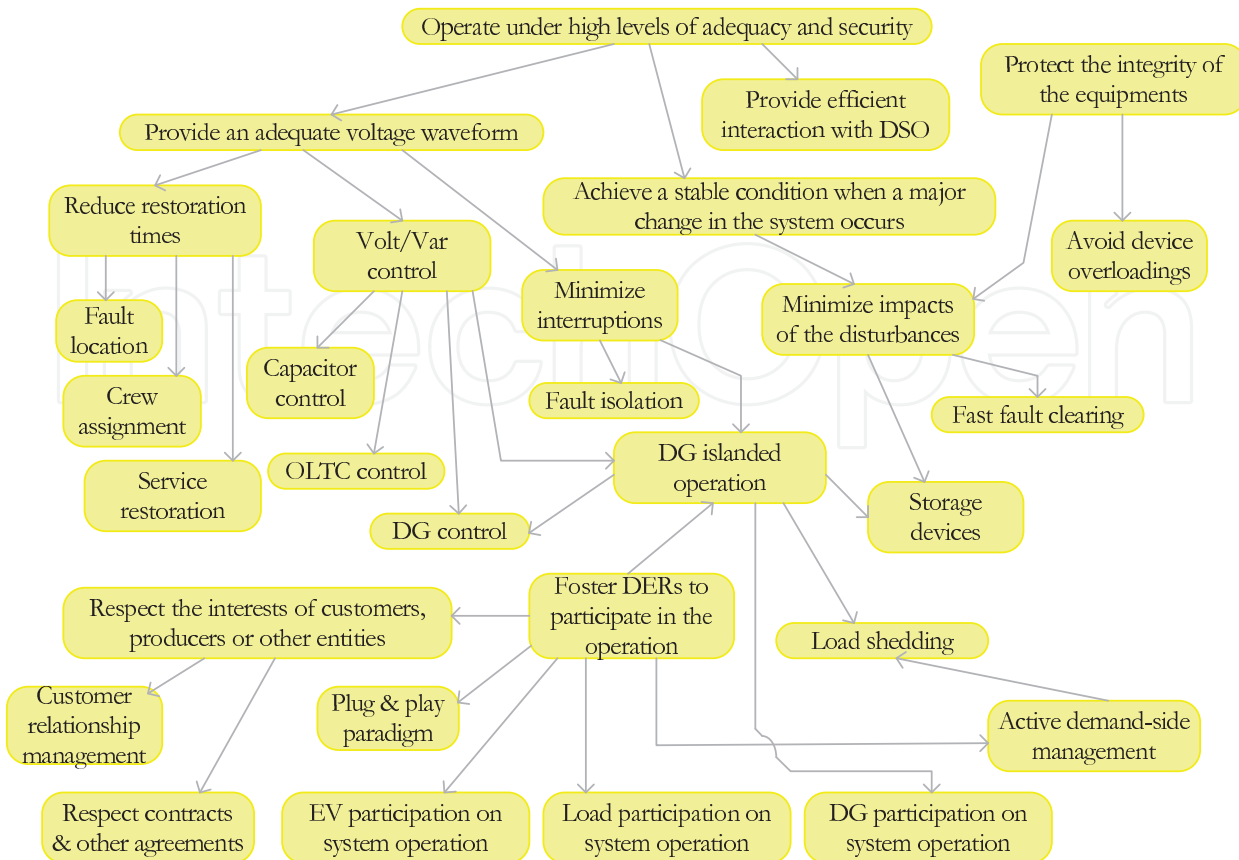 Operate under high levels of adequacy and security
Protect the integrity of
the equipments
Provide efficient
interaction with DSO
Provide an adequate voltage waveform
Reduce restoration
times
Achieve a stable condition when a major
change in the system occurs
Volt/Var
control
Avoid device
overloadings
Minimize
interruptions
Minimize impacts
of the disturbances
Fault
location
Capacitor
control
Crew
assignment
Fault isolation
Fast fault clearing
DG islanded
operation
OLTC control
Service
restoration
Storage
devices
DG control
Foster DERs to
participate in the
operation
Respect the interests of customers,
producers or other entities
Load shedding
Customer
relationship
management
Plug & play
paradigm
Active demand-side
management
Respect contracts
& other agreements
EV participation on
system operation
Load participation on
system operation
DG participation on
system operation
IntechOpen